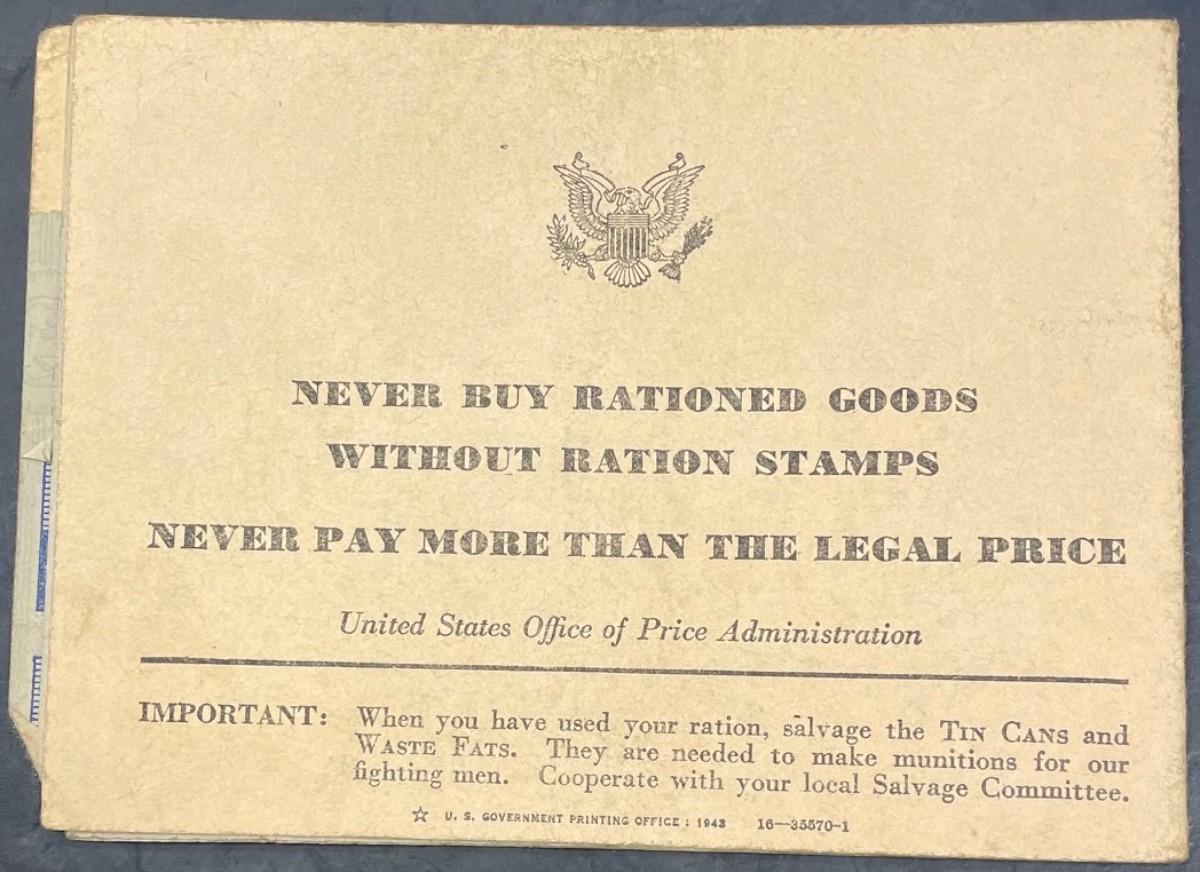 NEVER BUY RATIONED GOODS
WITHOUT RATION STAMPS
NEVER PAY MORE THAN THE LEGAL PRICE
United States Office of Price Administration
IMPORTANT: When you have used your ration, salvage the TIN CANS and
WASTE FATS. They are needed to make munitions for our
fighting men. Cooperate with your local Salvage Committee.
☆ U. S. GOVERNMENT PRINTING OFFICE : 1943 16—35570-1